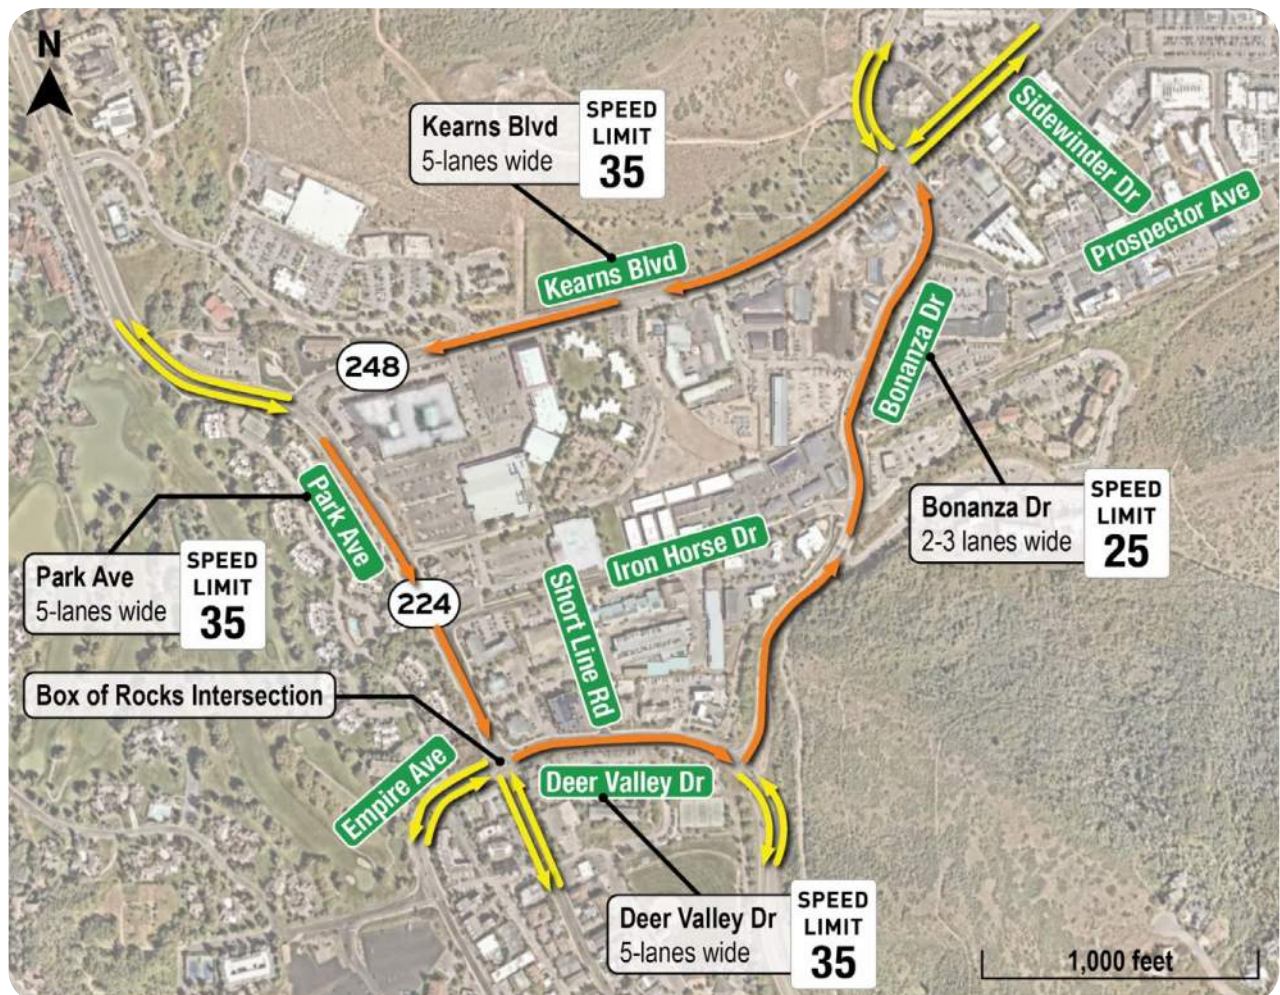 N
Kearns Blvd
5-lanes wide
SPEED
LIMIT
35
Sidewinder Dr
Prospector Ave
Kearns Blvd
248
Bonanza Dr
Park Ave
Bonanza Dr
2-3 lanes wide
SPEED
LIMIT
25
Park Ave
5-lanes wide
SPEED
LIMIT
35
224
Iron Horse Dr
Short Line Rd
Box of Rocks Intersection
Empire Ave
Deer Valley Dr
Deer Valley Dr
5-lanes wide
SPEED
LIMIT
35
1,000 feet